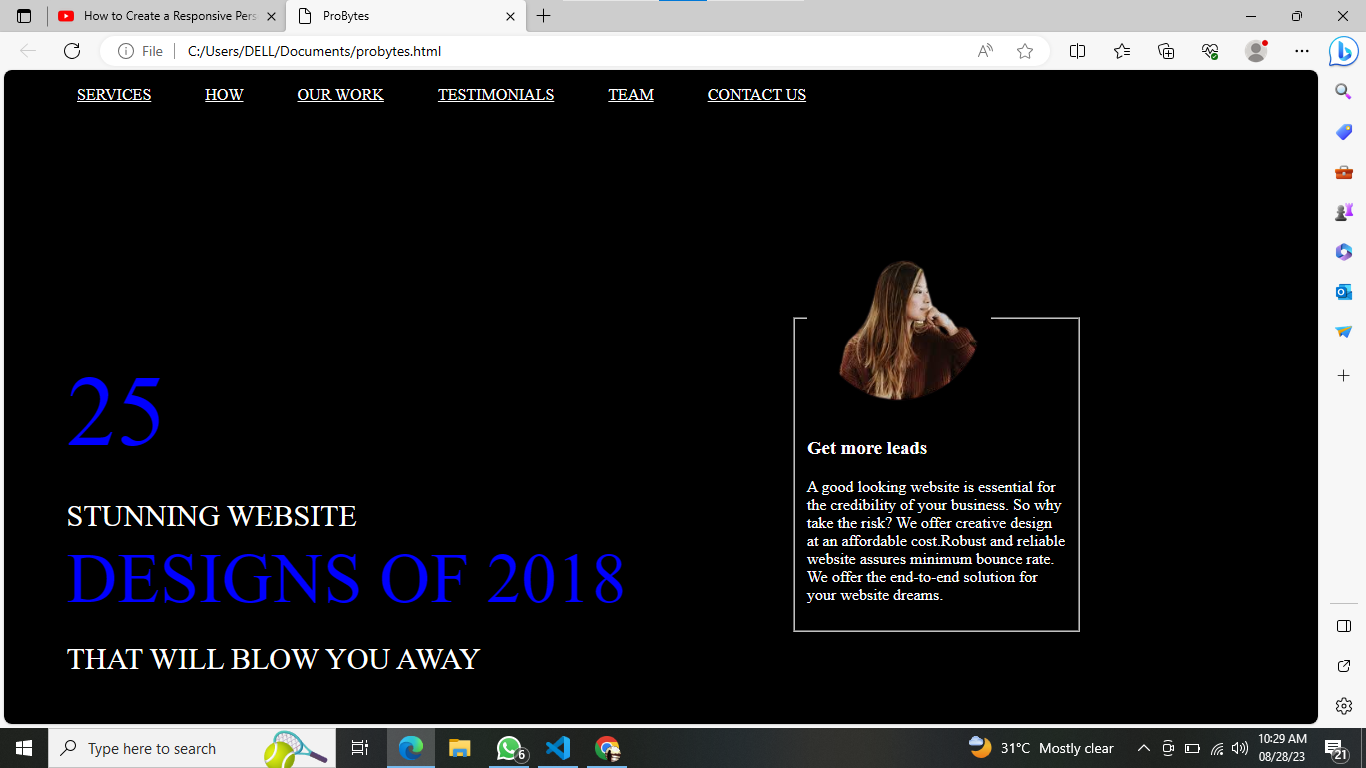 How to Create a Responsive Pers
ProBytes
File
C:/Users/DELL/Documents/probytes.html
SERVICES
HOW
OUR WORK
TESTIMONIALS
TEAM
CONTACT US
25
STUNNING WEBSITE
DESIGNS OF 2018
THAT WILL BLOW YOU AWAY
Get more leads
A good looking website is essential for
the credibility of your business. So why
take the risk? We offer creative design
at an affordable cost.Robust and reliable
website assures minimum bounce rate.
We offer the end-to-end solution for
your website dreams.
Type here to search
6
31°C Mostly clear
10:29 AM
08/28/23
21